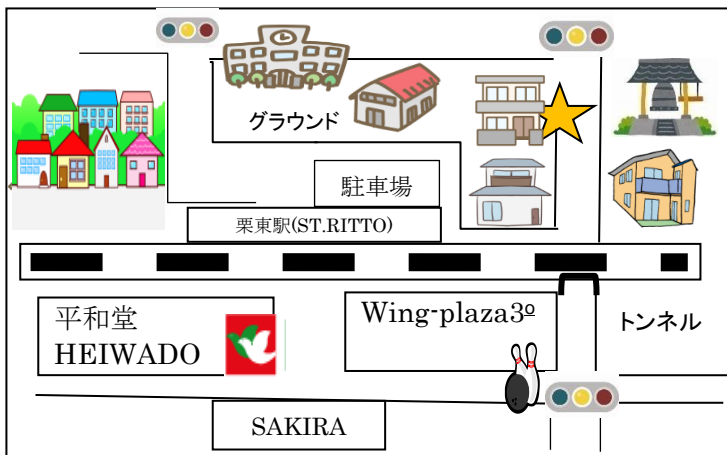 グラウンド
駐車場
栗東駅(ST.RITTO)
平和堂
HEIWADO
Wing-plaza3º
トンネル
SAKIRA